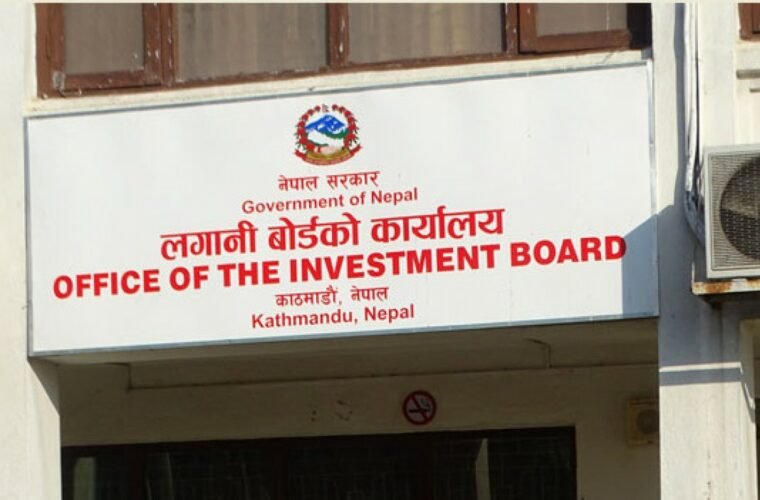 नेपाल सरकार
Government of Nepal
लगानी बोर्डको कार्यालय
OFFICE OF THE INVESTMENT BOARD
काठमाडौं, नेपाल
Kathmandu, Nepal